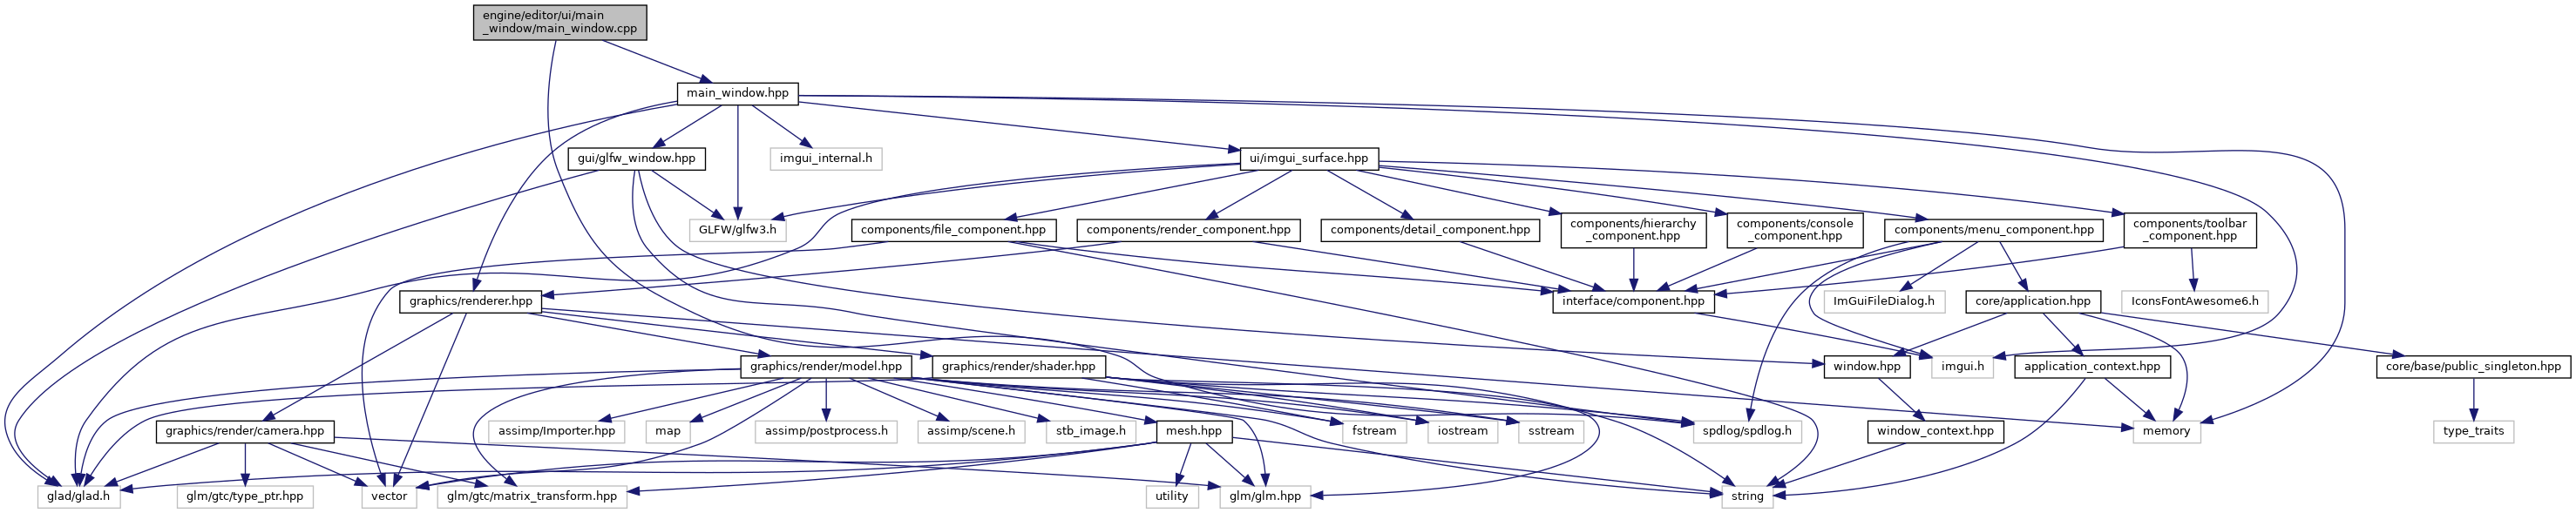 engine/editor/ui/main
_window/main_window.cpp
main_window.hpp
gui/glfw_window.hpp
imgui_internal.h
ui/imgui_surface.hpp
GLFW/glfw3.h
components/file_component.hpp
components/render_component.hpp
components/detail_component.hpp
components/hierarchy
_component.hpp
components/console
_component.hpp
components/menu_component.hpp
components/toolbar
_component.hpp
graphics/renderer.hpp
interface/component.hpp
ImGuiFileDialog.h
core/application.hpp
IconsFontAwesome6.h
graphics/render/model.hpp
graphics/render/shader.hpp
window.hpp
imgui.h
application_context.hpp
core/base/public_singleton.hpp
graphics/render/camera.hpp
assimp/Importer.hpp
map
assimp/postprocess.h
assimp/scene.h
stb_image.h
mesh.hpp
fstream
iostream
sstream
spdlog/spdlog.h
window_context.hpp
memory
type_traits
glad/glad.h
glm/gtc/type_ptr.hpp
vector
glm/gtc/matrix_transform.hpp
utility
glm/glm.hpp
string